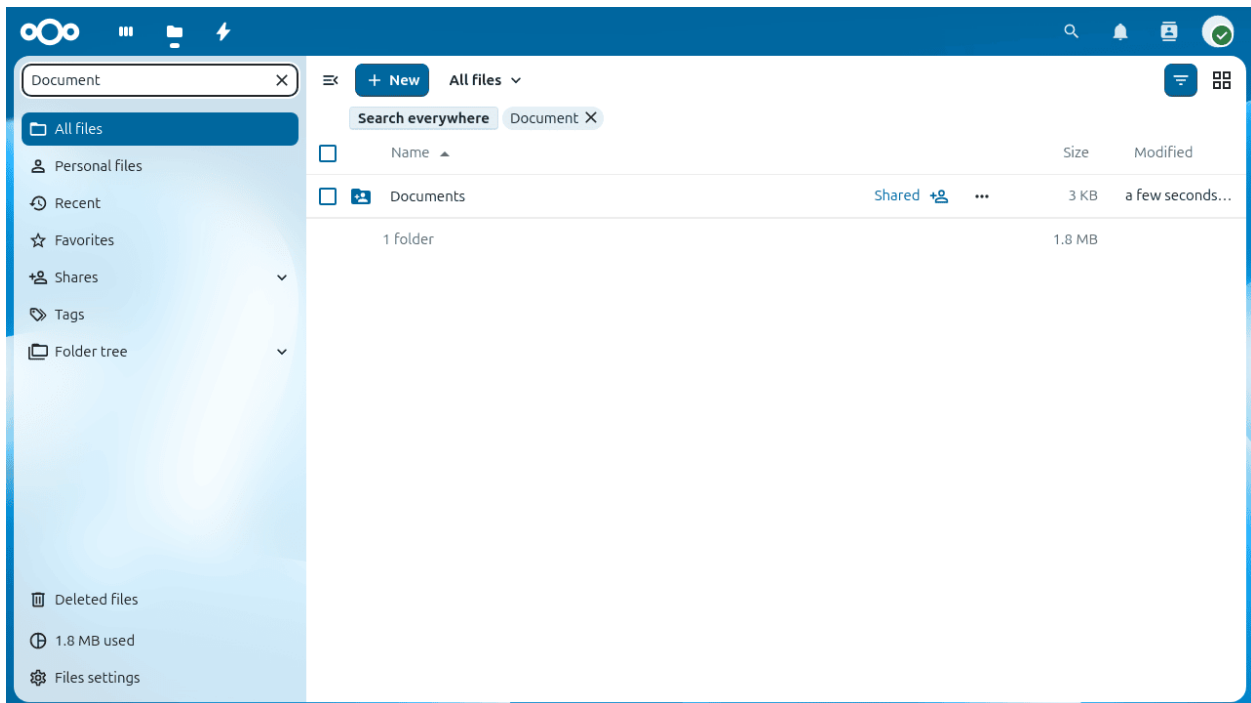 Document
New
All files
Search everywhere
Document
All files
Personal files
Recent
Favorites
Shares
Tags
Folder tree
Deleted files
1.8 MB used
Files settings
Name
Size
Modified
Documents
Shared
3 KB
a few seconds…
1 folder
1.8 MB